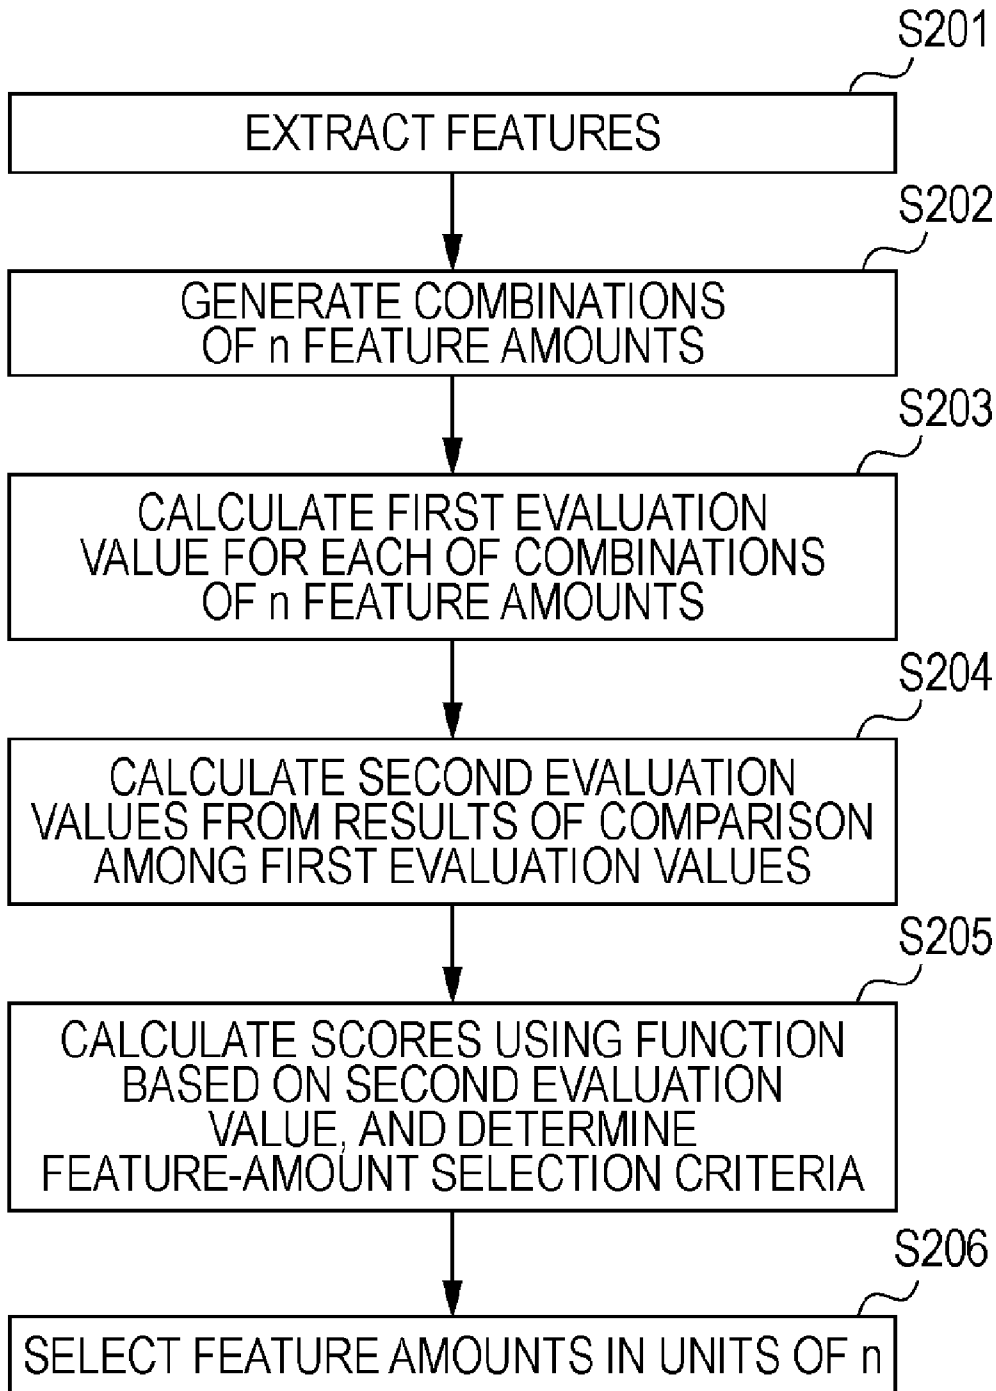 S201
EXTRACT FEATURES
S202
GENERATE COMBINATIONS
OF n FEATURE AMOUNTS
S203
CALCULATE FIRST EVALUATION
VALUE FOR EACH OF COMBINATIONS
OF n FEATURE AMOUNTS
S204
CALCULATE SECOND EVALUATION
VALUES FROM RESULTS OF COMPARISON
AMONG FIRST EVALUATION VALUES
S205
CALCULATE SCORES USING FUNCTION
BASED ON SECOND EVALUATION
VALUE, AND DETERMINE
FEATURE-AMOUNT SELECTION CRITERIA
S206
SELECT FEATURE AMOUNTS IN UNITS OF n